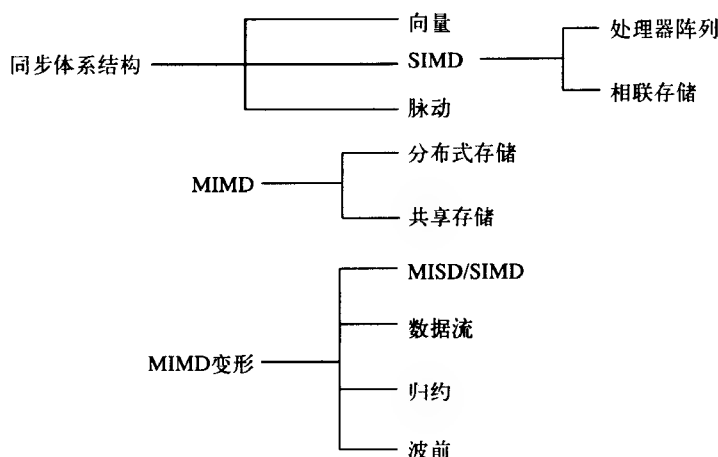 向量
同步体系结构
SIMD
处理器阵列
相联存储
脉动
MIMD
分布式存储
共享存储
MIMD变形
MISD/SIMD
数据流
归约
波前